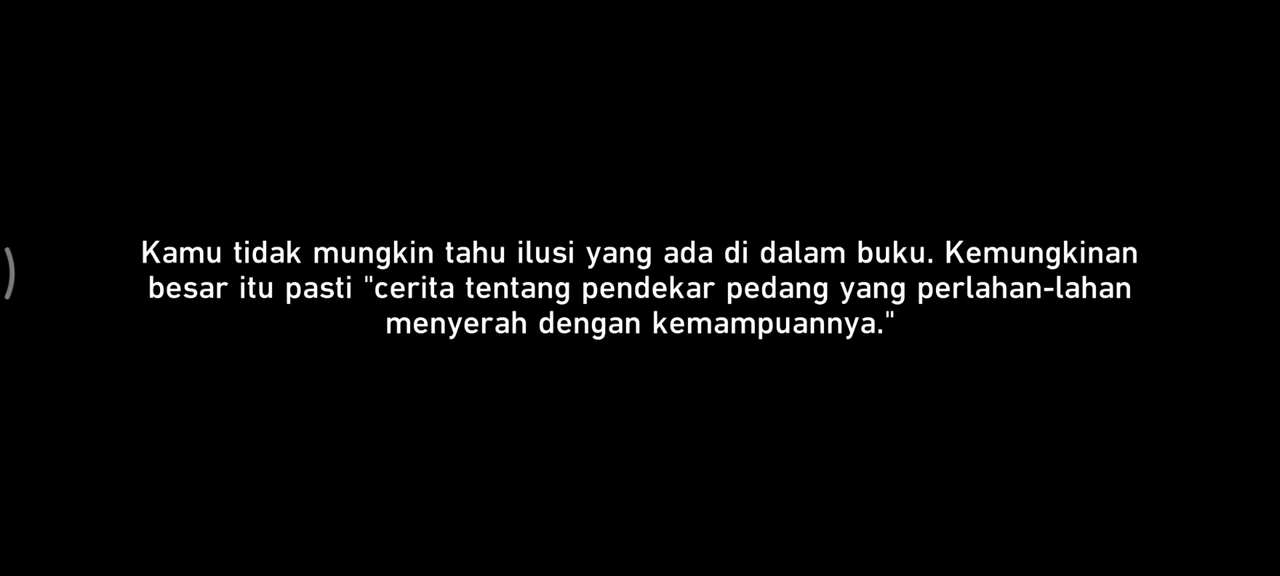 Kamu tidak mungkin tahu ilusi yang ada di dalam buku. Kemungkinan
besar itu pasti "cerita tentang pendekar pedang yang perlahan-lahan
menyerah dengan kemampuannya."